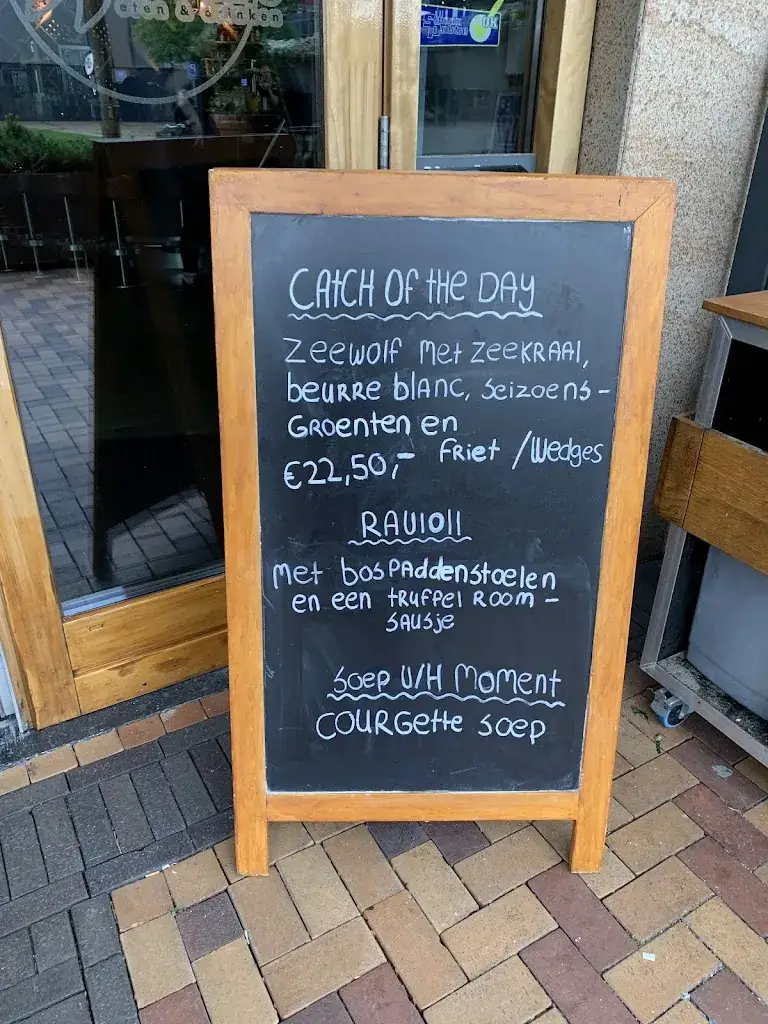 eten & drinken
CATCH OF the DAY
Zeewolf met zeekraal,
beurre blanc, seizoens-
Groenten en
Friet /Wedges
€22,50,-
RAVIOLI
met bospaddenstoelen
en een truffel room-
sausje
Soep v/h moment
COURGette soep